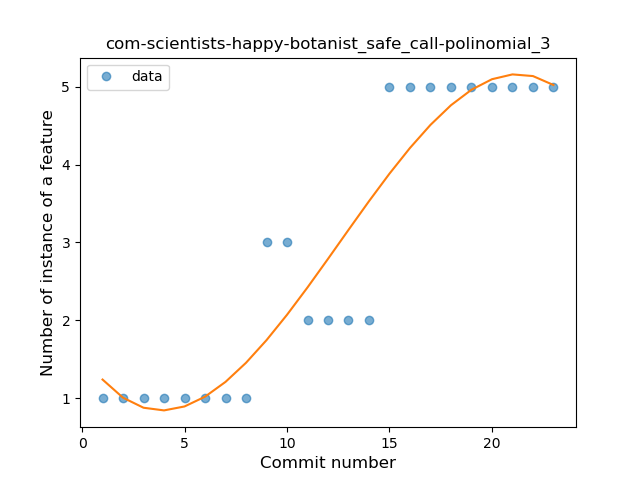 com-scientists-happy-botanist_safe_call-polinomial_3
data
Number of instance of a feature
5
4
3
2
1
0
5
10
15
20
Commit number